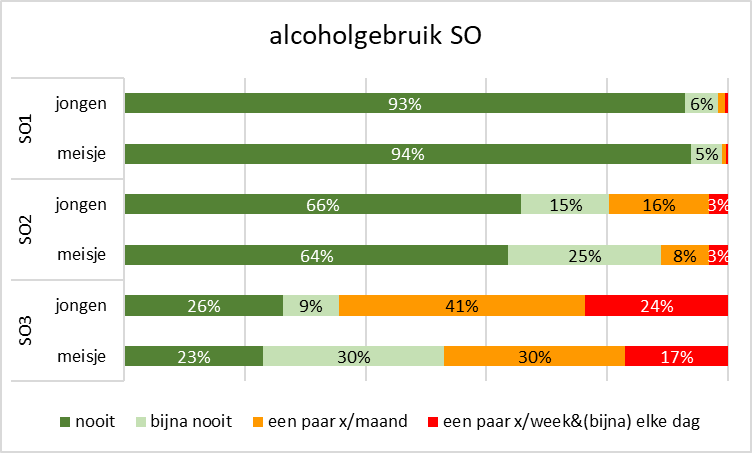 alcoholgebruik SO
SO1
jongen 93% 6%
meisje 94% 5%
SO2
jongen 66% 15% 16% 3%
meisje 64% 25% 8% 3%
SO3
jongen 26% 9% 41% 24%
meisje 23% 30% 30% 17%
nooit bijna nooit een paar x/maand een paar x/week&(bijna) elke dag